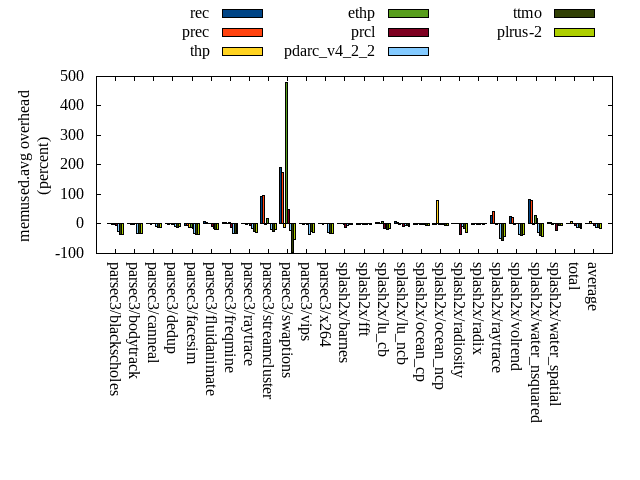 rec ethp ttmo
prec prcl plrus-2
thp pdarc_v4_2_2
memused.avg overhead
(percent)
500
400
300
200
100
0
-100
parsec3/blackscholes
parsec3/bodytrack
parsec3/canneal
parsec3/dedup
parsec3/facesim
parsec3/fluidanimate
parsec3/freqmine
parsec3/raytrace
parsec3/streamcluster
parsec3/swaptions
parsec3/vips
parsec3/x264
splash2x/barnes
splash2x/fft
splash2x/lu_cb
splash2x/lu_ncb
splash2x/ocean_cp
splash2x/ocean_ncp
splash2x/radiosity
splash2x/radix
splash2x/raytrace
splash2x/volrend
splash2x/water_nsquared
splash2x/water_spatial
total
average